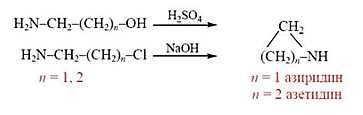 H₂N–CH₂–(CH₂)ₙ–OH
H₂SO₄
H₂N–CH₂–(CH₂)ₙ–Cl
NaOH
n = 1, 2
CH₂
(CH₂)ₙ–NH
n = 1 азиридин
n = 2 азетидин